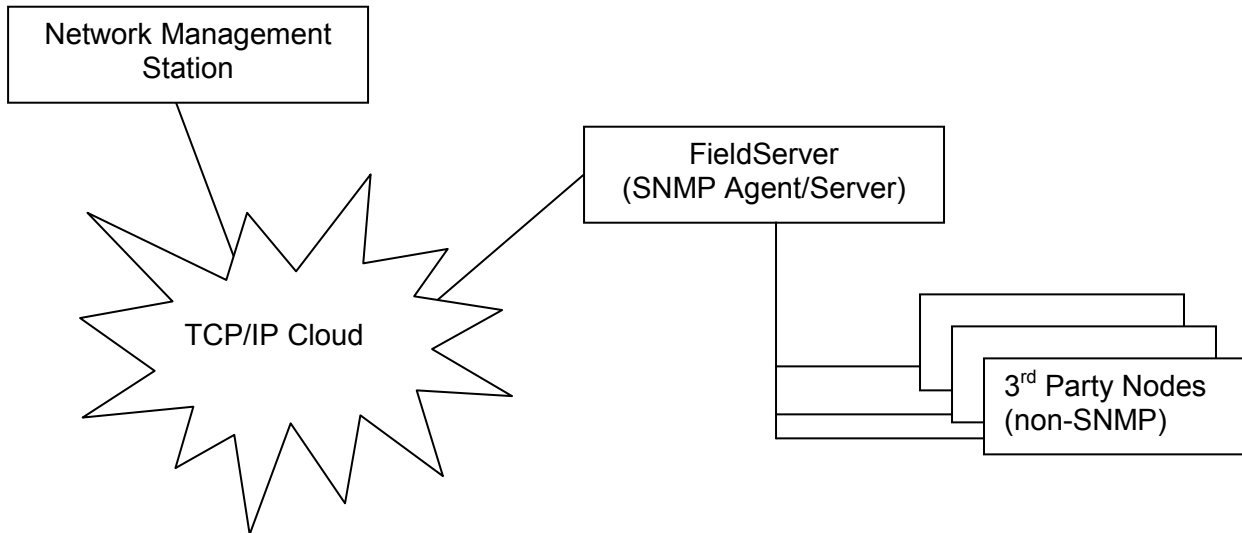 Network Management
Station
FieldServer
(SNMP Agent/Server)
TCP/IP Cloud
3rd Party Nodes
(non-SNMP)